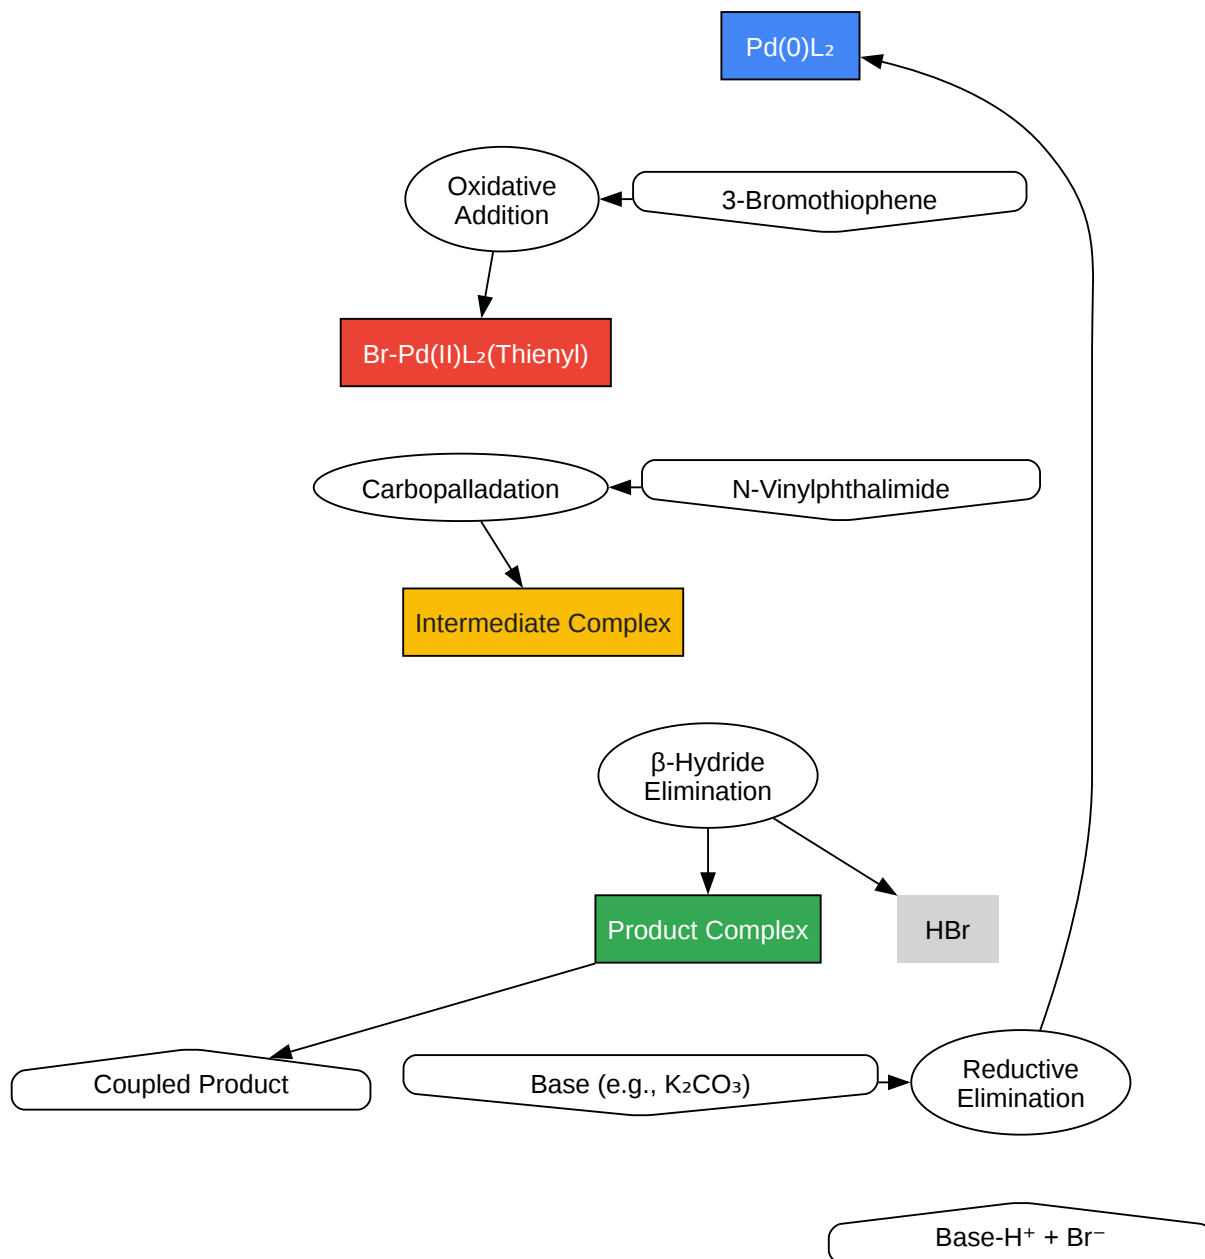 Pd(0)L₂
Oxidative
Addition
3-Bromothiophene
Br-Pd(II)L₂(Thienyl)
Carbopalladation
N-Vinylphthalimide
Intermediate Complex
β-Hydride
Elimination
Product Complex
HBr
Coupled Product
Base (e.g., K₂CO₃)
Reductive
Elimination
Base-H⁺ + Br⁻